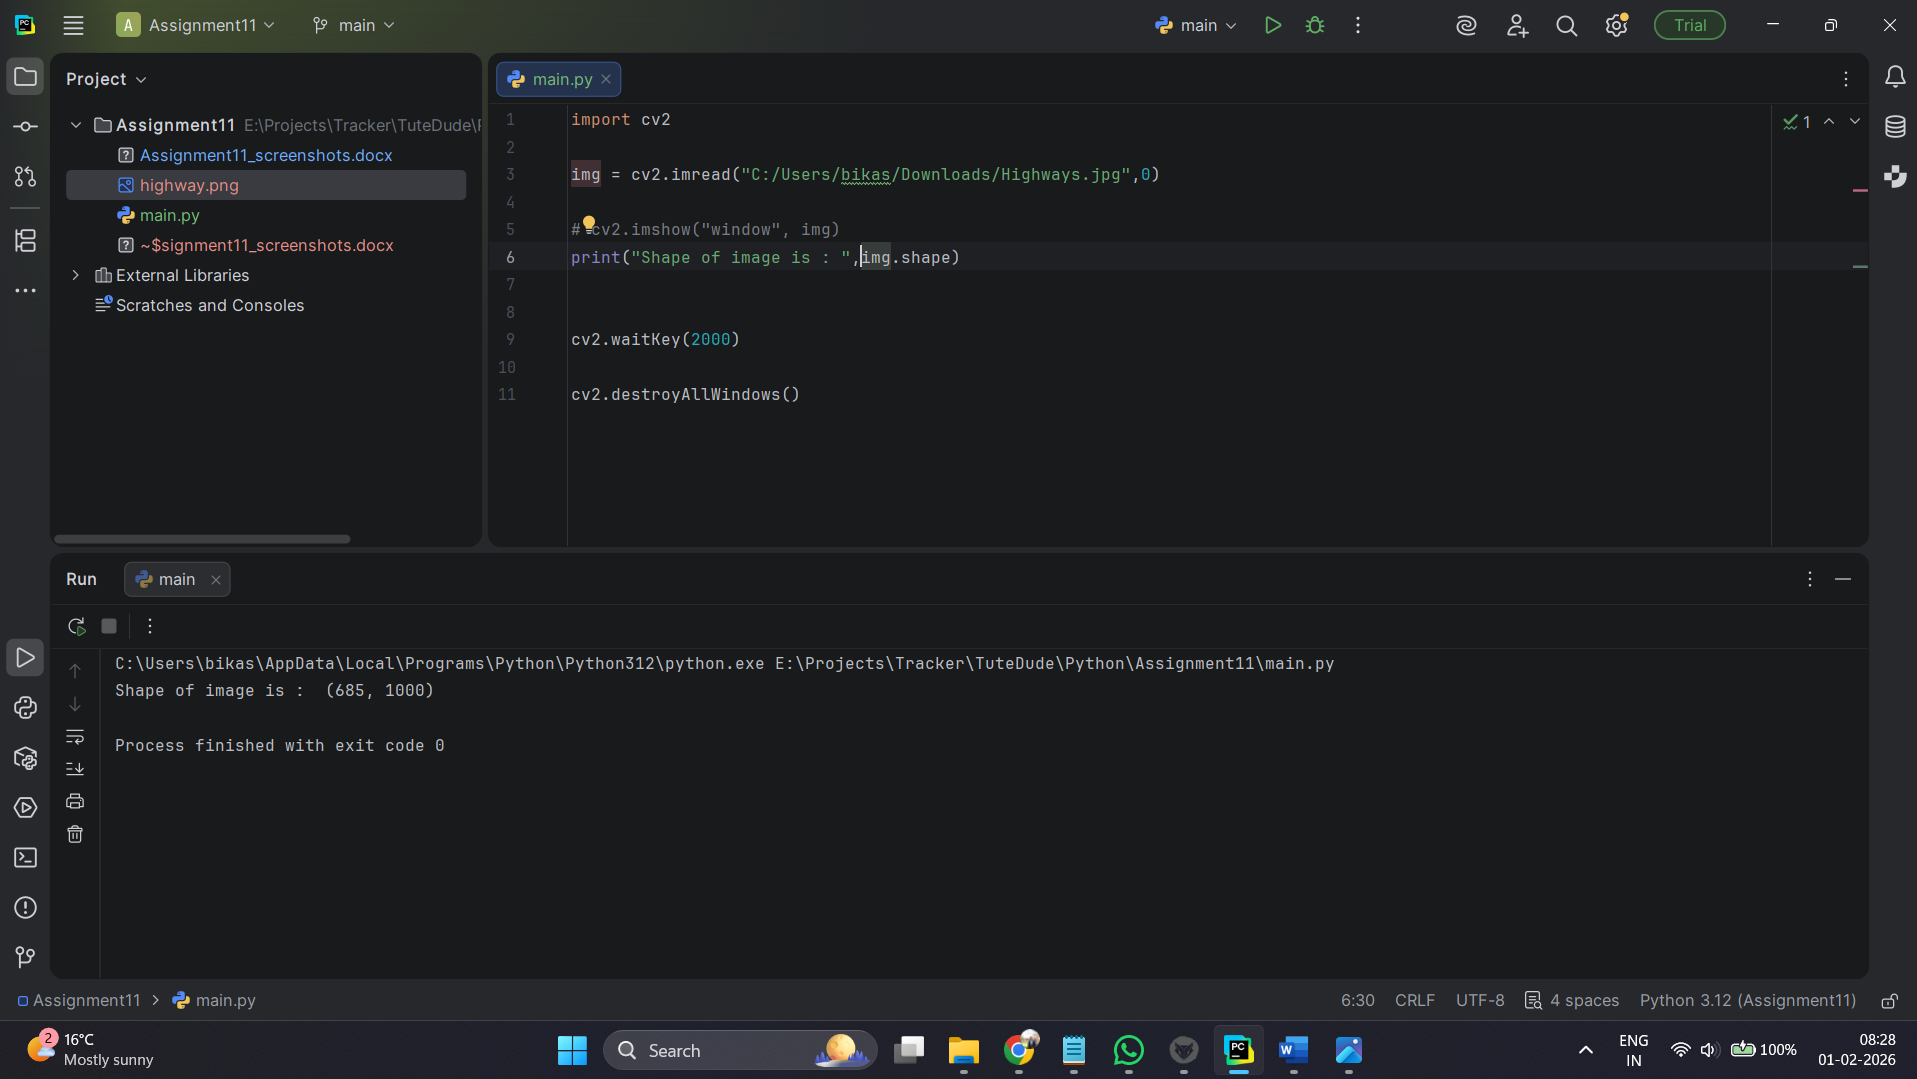 A Assignment11
main
main
Trial
Project
main.py
Assignment11 E:\Projects\Tracker\TuteDude\
Assignment11_screenshots.docx
highway.png
main.py
~$signment11_screenshots.docx
External Libraries
Scratches and Consoles
1 import cv2
2
3 img = cv2.imread("C:/Users/bikas/Downloads/Highways.jpg",0)
4
5 # cv2.imshow("window", img)
6 print("Shape of image is : ",img.shape)
7
8
9 cv2.waitKey(2000)
10
11 cv2.destroyAllWindows()
1
Run main
C:\Users\bikas\AppData\Local\Programs\Python\Python312\python.exe E:\Projects\Tracker\TuteDude\Python\Assignment11\main.py
Shape of image is :  (685, 1000)
Process finished with exit code 0
Assignment11 > main.py
6:30 CRLF UTF-8 4 spaces Python 3.12 (Assignment11)
2
16°C
Mostly sunny
Search
PC
W
ENG
IN
100%
08:28
01-02-2026